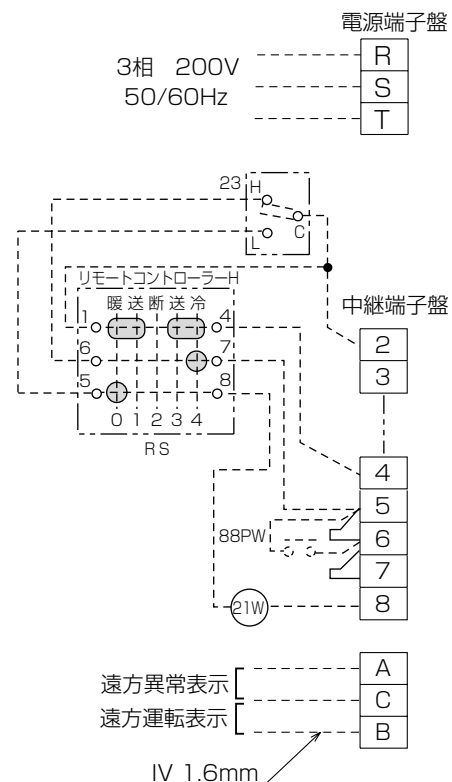 電源端子盤
3相 200V
50/60Hz
R
S
T
23
H
C
L
リモートコントローラーH
暖 送 断 送 冷
1
4
6
7
5
8
0 1 2 3 4
RS
中継端子盤
2
3
4
5
6
7
8
88PW
21W
遠方異常表示
遠方運転表示
A
C
B
IV 1.6mm